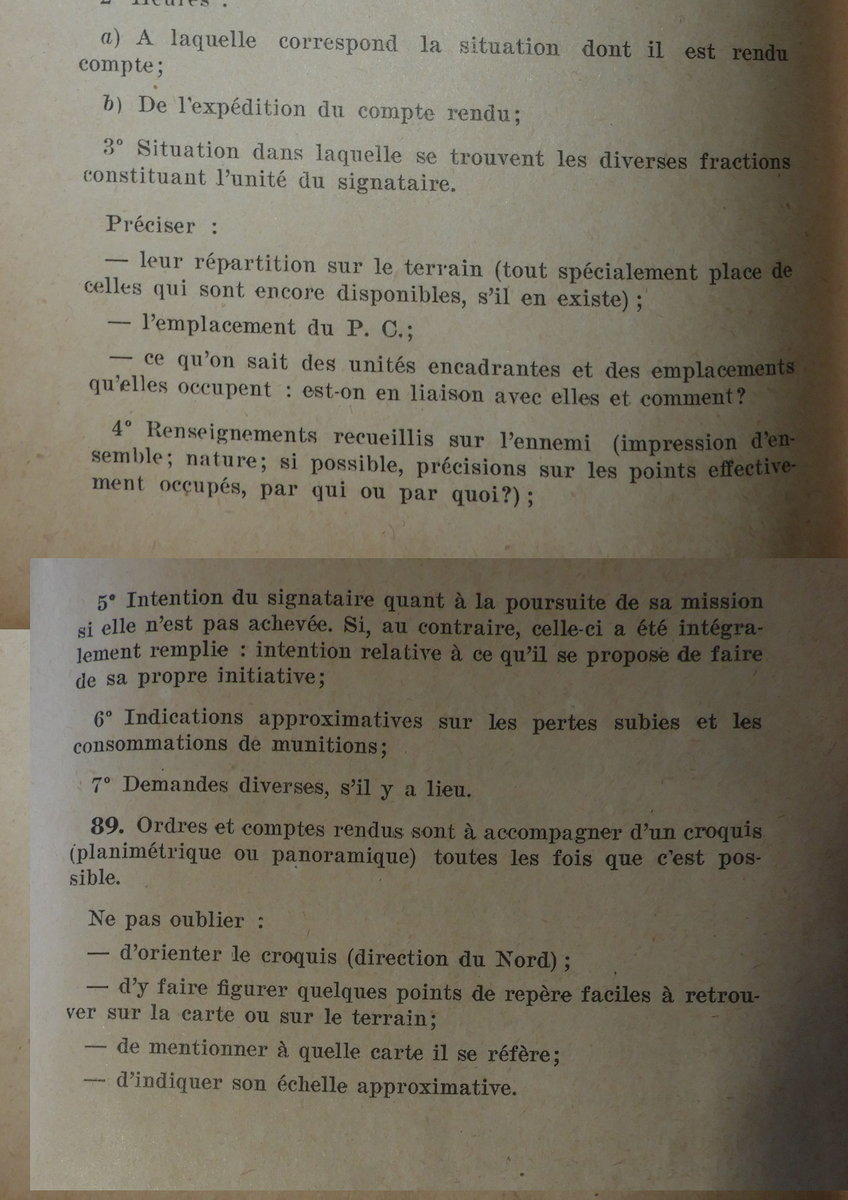 2° Heures :
a) A laquelle correspond la situation dont il est rendu
compte;
b) De l'expédition du compte rendu;
3° Situation dans laquelle se trouvent les diverses fractions
constituant l'unité du signataire.
Préciser :
— leur répartition sur le terrain (tout spécialement place de
celles qui sont encore disponibles, s'il en existe) ;
— l'emplacement du P. C.;
— ce qu'on sait des unités encadrantes et des emplacements
qu'elles occupent : est-on en liaison avec elles et comment?
4° Renseignements recueillis sur l'ennemi (impression d'en-
semble; nature; si possible, précisions sur les points effective-
ment occupés, par qui ou par quoi?) ;
5° Intention du signataire quant à la poursuite de sa mission
si elle n'est pas achevée. Si, au contraire, celle-ci a été intégra-
lement remplie : intention relative à ce qu'il se propose de faire
de sa propre initiative;
6° Indications approximatives sur les pertes subies et les
consommations de munitions;
7° Demandes diverses, s'il y a lieu.
89. Ordres et comptes rendus sont à accompagner d'un croquis
(planimétrique ou panoramique) toutes les fois que c'est pos-
sible.
Ne pas oublier :
— d'orienter le croquis (direction du Nord) ;
— d'y faire figurer quelques points de repère faciles à retrou-
ver sur la carte ou sur le terrain;
— de mentionner à quelle carte il se réfère;
— d'indiquer son échelle approximative.